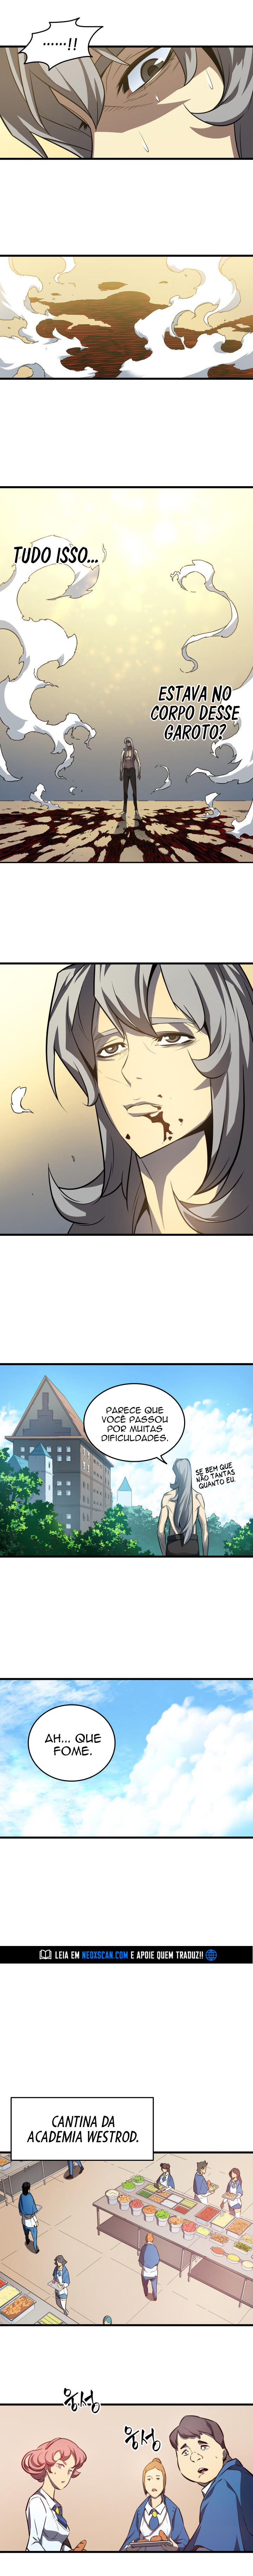 ......!!
TUDO ISSO...
ESTAVA NO
CORPO DESSE
GAROTO?
PARECE QUE
VOCÊ PASSOU
POR MUITAS
DIFICULDADES.
SE BEM QUE
NÃO TANTAS
QUANTO EU.
AH... QUE
FOME.
LEIA EM NEOXSCAN.COM E APOIE QUEM TRADUZ!!
CANTINA DA
ACADEMIA WESTROD.
웅성
웅성